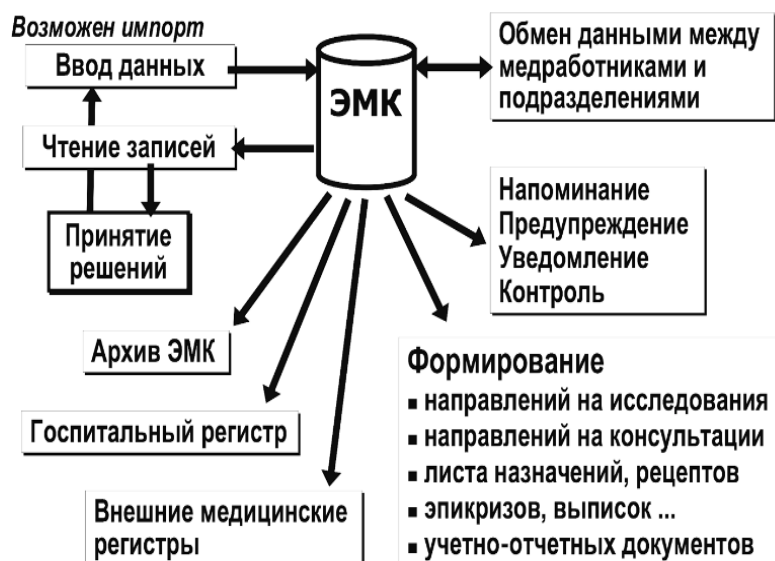 Возможен импорт
Ввод данных
Чтение записей
Принятие
решений
ЭМК
Обмен данными между
медработниками и
подразделениями
Напоминание
Предупреждение
Уведомление
Контроль
Архив ЭМК
Госпитальный регистр
Внешние медицинские
регистры
Формирование
▪ направлений на исследования
▪ направлений на консультации
▪ листа назначений, рецептов
▪ эпикризов, выписок ...
▪ учетно-отчетных документов